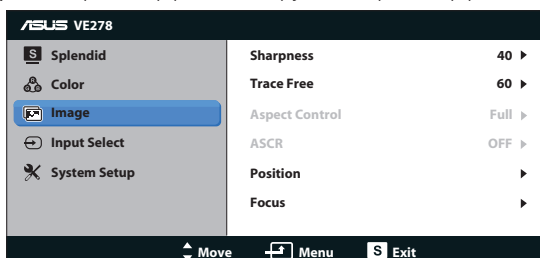 ASUS VE278
S Splendid
Color
Image
Input Select
System Setup
Sharpness 40
Trace Free 60
Aspect Control Full
ASCR OFF
Position
Focus
Move Menu S Exit